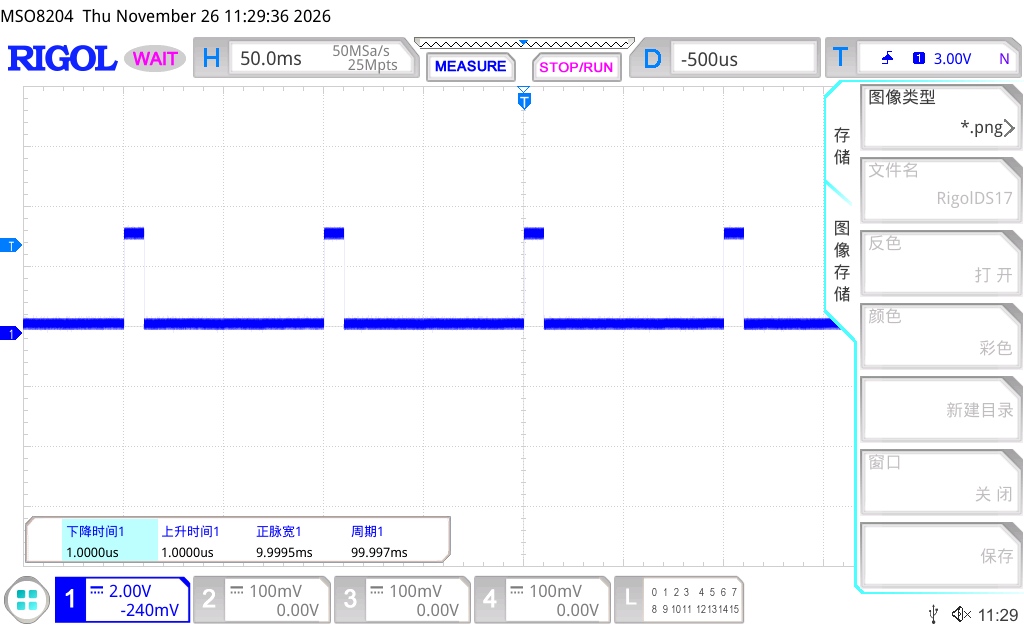 MSO8204 Thu November 26 11:29:36 2026
RIGOL WAIT H 50.0ms 50MSa/s 25Mpts MEASURE STOP/RUN D -500us T 1 3.00V N
T
T
1
存储
图像存储
图像类型
*.png
文件名
RigolDS17
反色
打开
颜色
彩色
新建目录
窗口
关闭
保存
下降时间1 上升时间1 正脉宽1 周期1
1.0000us 1.0000us 9.9995ms 99.997ms
1 2.00V -240mV
2 100mV 0.00V
3 100mV 0.00V
4 100mV 0.00V
L 0 1 2 3 4 5 6 7
8 9 10 11 12 13 14 15
11:29